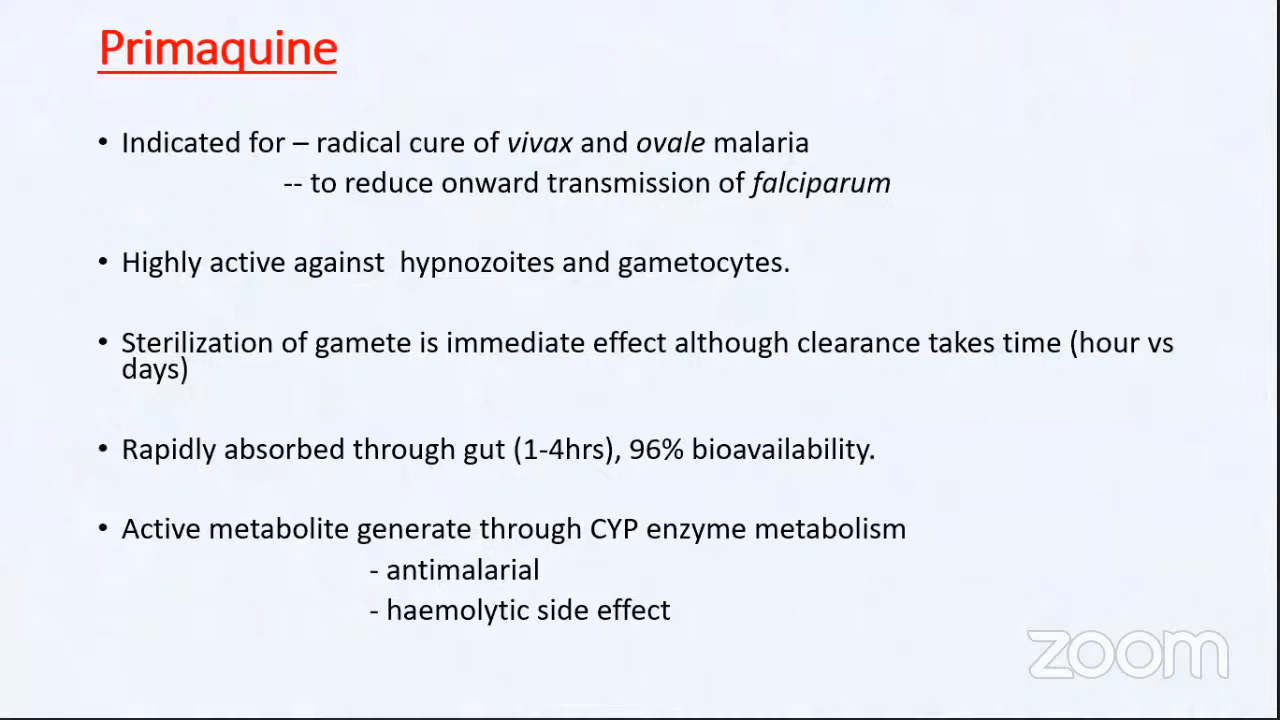 Primaquine
• Indicated for – radical cure of vivax and ovale malaria
-- to reduce onward transmission of falciparum
• Highly active against hypnozoites and gametocytes.
• Sterilization of gamete is immediate effect although clearance takes time (hour vs
days)
• Rapidly absorbed through gut (1-4hrs), 96% bioavailability.
• Active metabolite generate through CYP enzyme metabolism
- antimalarial
- haemolytic side effect
zoom